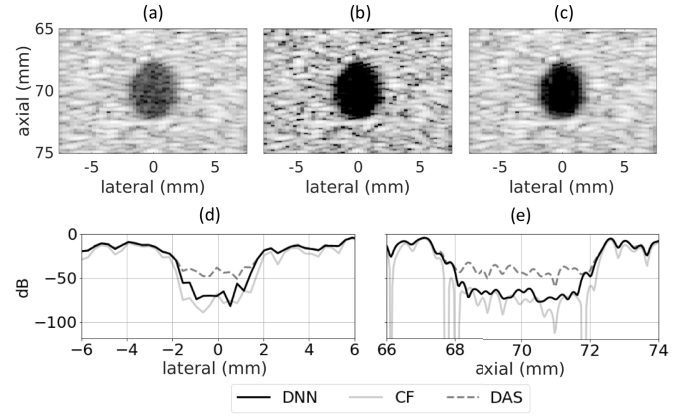 (a) (b) (c)
65
70
75
axial (mm)
-5 0 5 -5 0 5 -5 0 5
lateral (mm) lateral (mm) lateral (mm)
(d) (e)
0
−50
−100
dB
−6 −4 −2 0 2 4 6 66 68 70 72 74
lateral (mm) axial (mm)
DNN CF DAS